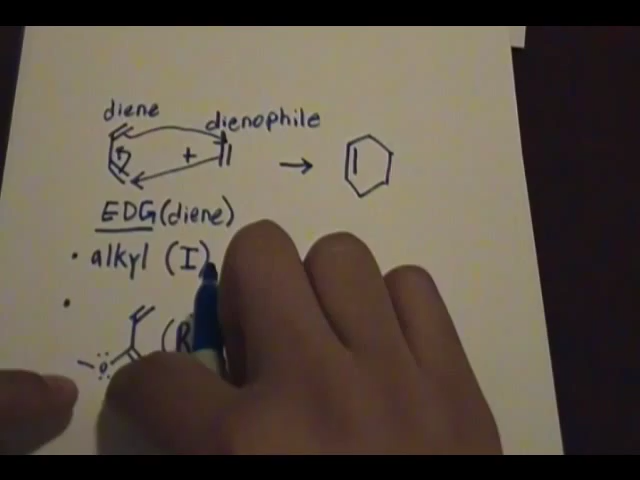 diene
dienophile
+ →
EDG (diene)
• alkyl (I)
•
(R
:O: